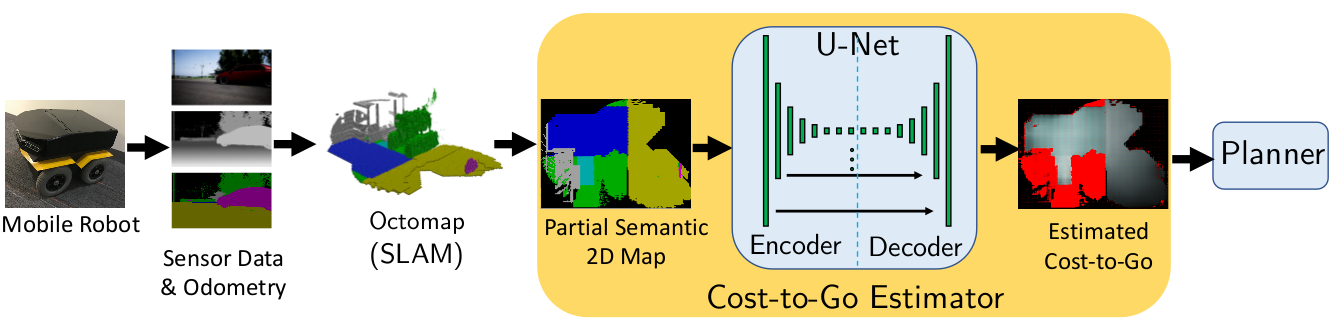 Mobile Robot
Sensor Data
& Odometry
Octomap
(SLAM)
Partial Semantic
2D Map
U-Net
Encoder
Decoder
Estimated
Cost-to-Go
Cost-to-Go Estimator
Planner